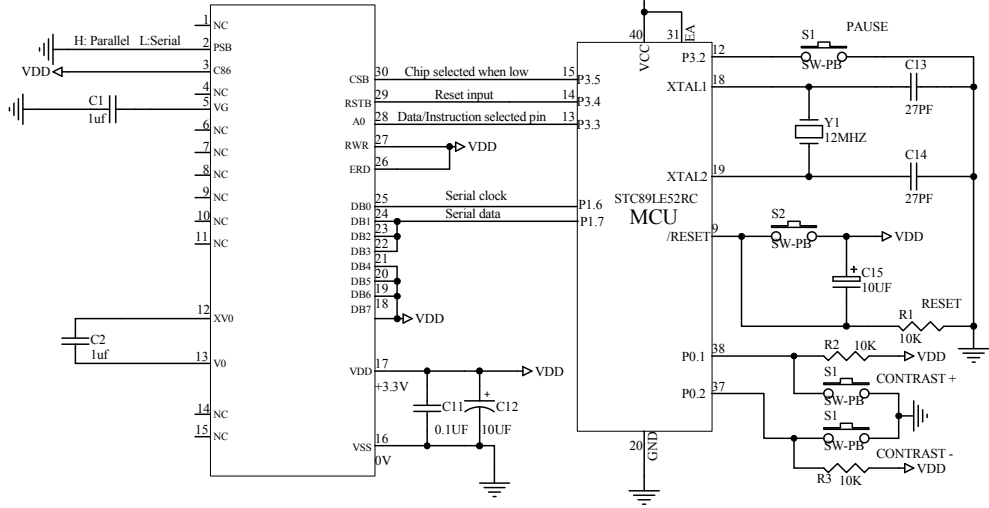 1 NC
H: Parallel L:Serial 2 PSB
VDD 3 C86
4 NC
C1 5 VG
1uf
6 NC
7 NC
8 NC
9 NC
10 NC
11 NC
12 XV0
C2
1uf
13 V0
14 NC
15 NC
CSB 30 Chip selected when low 15 P3.5
RSTB 29 Reset input 14 P3.4
A0 28 Data/Instruction selected pin 13 P3.3
RWR 27 VDD
ERD 26
DB0 25 Serial clock P1.6
DB1 24 Serial data P1.7
DB2 23
DB3 22
DB4 21
DB5 20
DB6 19
DB7 18 VDD
VDD 17 VDD
+3.3V
C11 C12
0.1UF 10UF
VSS 16
0V
40 31 EA
VCC
STC89LE52RC
MCU
20 GND
P3.2 12 S1 PAUSE
SW-PB
XTAL1 18 C13
27PF
Y1
12MHZ
XTAL2 19 C14
27PF
/RESET 9 S2
SW-PB VDD
C15
10UF
RESET
R1
10K
P0.1 38 R2 10K VDD
S1 CONTRAST +
SW-PB
P0.2 37
S1
SW-PB CONTRAST -
R3 10K VDD